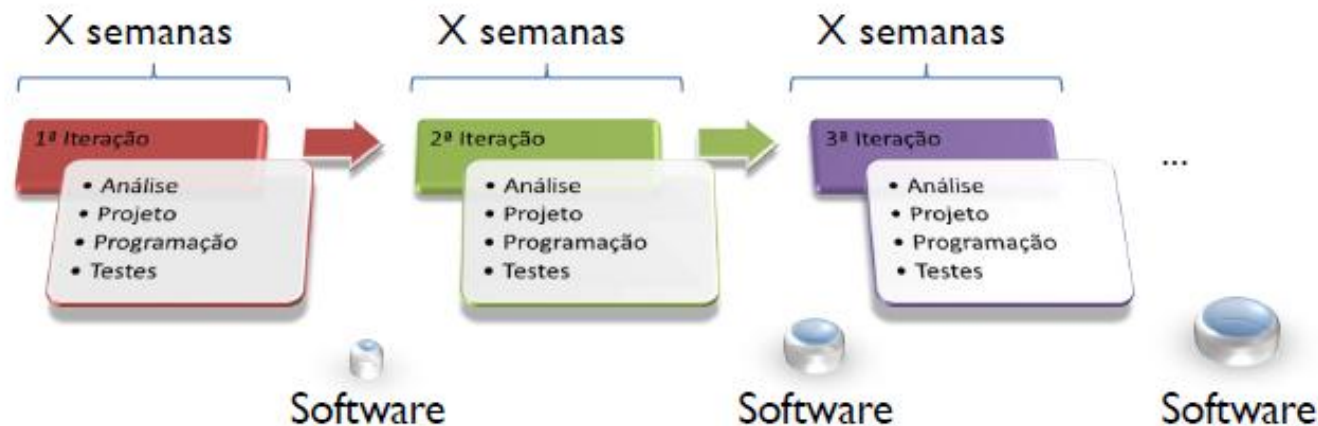 X semanas
X semanas
X semanas
1ª Iteração
• Análise
• Projeto
• Programação
• Testes
2ª Iteração
• Análise
• Projeto
• Programação
• Testes
3ª Iteração
• Análise
• Projeto
• Programação
• Testes
...
Software
Software
Software